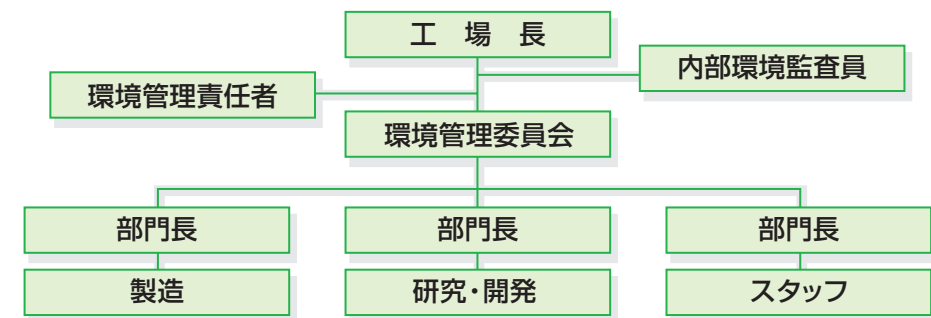 工 場 長
内部環境監査員
環境管理責任者
環境管理委員会
部門長
部門長
部門長
製造
研究・開発
スタッフ